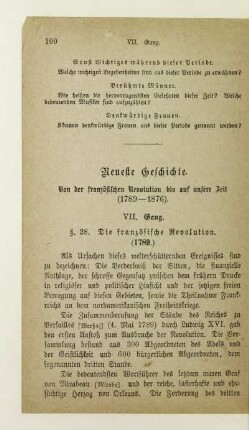 100 VII. Gang.
Sonst Wichtiges während dieser Periode.
Welche wichtigen Begebenheiten sind aus dieser Periode zu erwähnen?
Berühmte Männer.
Wie heißen die hervorragendsten Gelehrten dieser Zeit? Welche
bedeutenden Musiker sind aufzuzählen?
Denkwürdige Frauen.
Können denkwürdige Frauen aus dieser Periode genannt werden?
Neueste Geschichte.
Von der französischen Revolution bis auf unsere Zeit
(1789—1876).
VII. Gang.
§. 28. Die französische Revolution.
(1789.)
Als Ursachen dieses welterschütternden Ereignisses sind
zu bezeichnen: Die Verderbniß der Sitten, die finanzielle
Nothlage, der schroffe Gegensatz zwischen dem frühern Drucke
in religiöser und politischer Hinsicht und der jetzigen freien
Bewegung auf diesen Gebieten, sowie die Theilnahme Frank-
reichs an dem nordamerikanischen Freiheitskriege.
Die Zusammenberufung der Stände des Reichs zu
Versailles (4. Mai 1789) durch Ludwig XVI. gab den
ersten Anstoß zum Ausbruche der Revolution. Die Ver-
sammlung bestand aus 300 Abgeordneten des Abels und
der Geistlichkeit und 600 bürgerlichen Abgeordneten, dem
sogenannten dritten Stande.
Die bedeutendsten Wortführer des letztern waren Graf
von Mirabeau und der reiche, lasterhafte und ehr-
süchtige Herzog von Orleans. Die Forderung des dritten